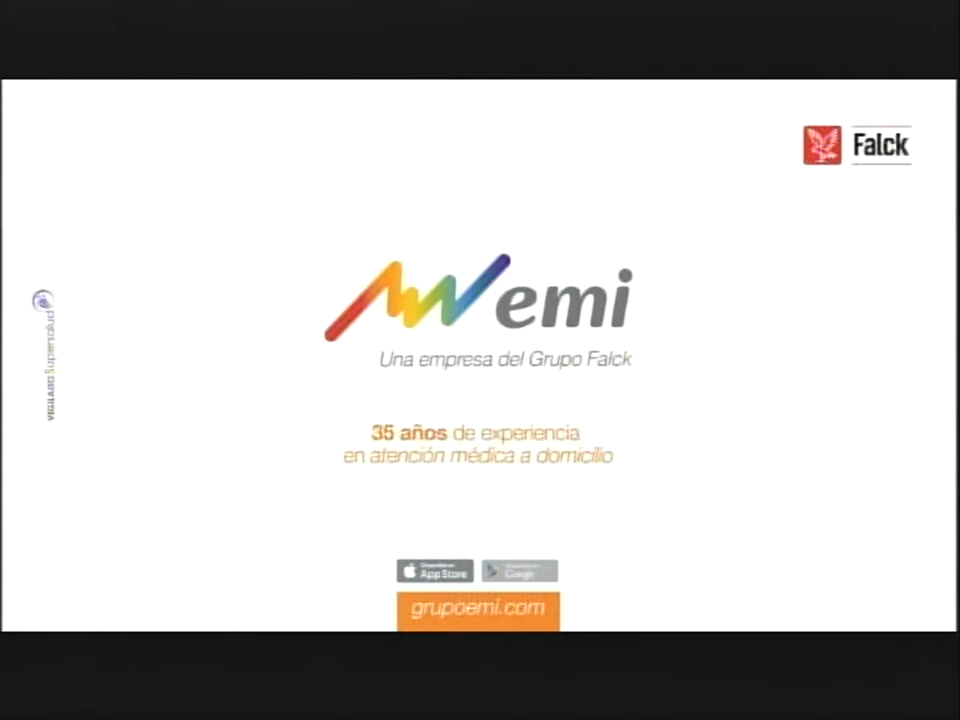 Falck
emi
Una empresa del Grupo Falck
VIGILADO Supersalud
35 años de experiencia
en atención médica a domicilio
App Store
Google
grupoemi.com